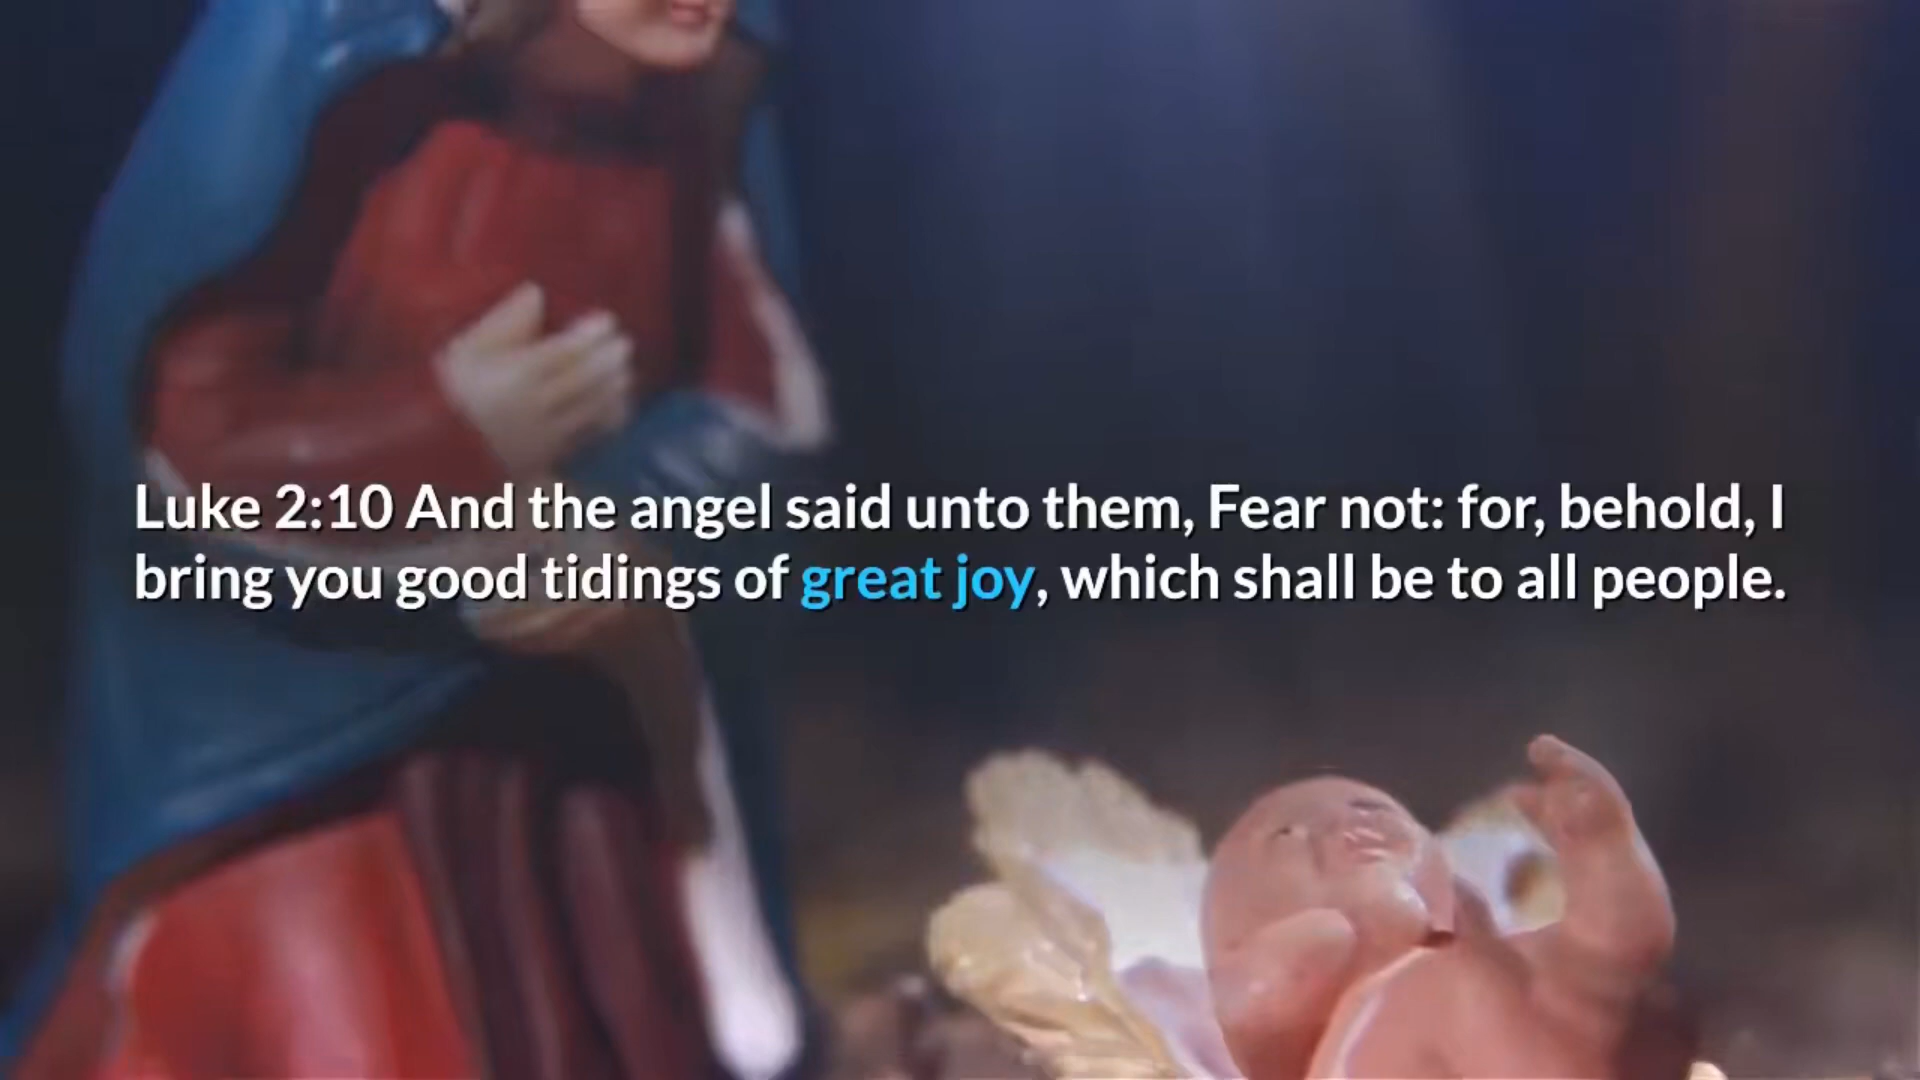 Luke 2:10 And the angel said unto them, Fear not: for, behold, I
bring you good tidings of great joy, which shall be to all people.